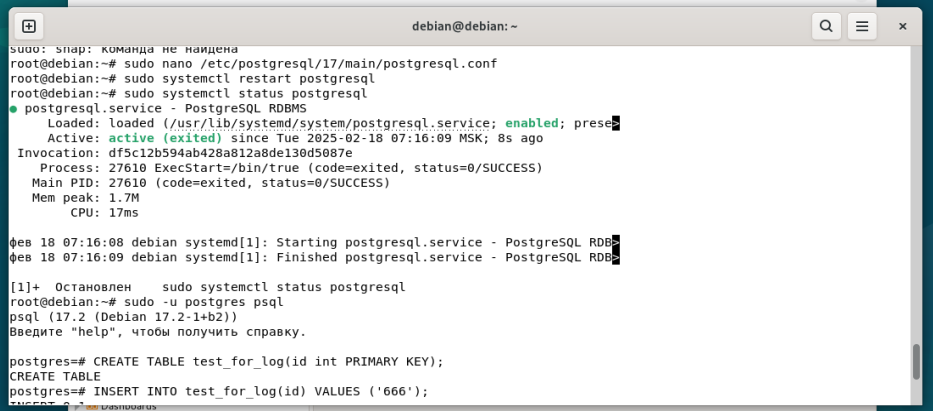 debian@debian: ~
sudo: snap: команда не найдена
root@debian:~# sudo nano /etc/postgresql/17/main/postgresql.conf
root@debian:~# sudo systemctl restart postgresql
root@debian:~# sudo systemctl status postgresql
● postgresql.service - PostgreSQL RDBMS
     Loaded: loaded (/usr/lib/systemd/system/postgresql.service; enabled; prese>
     Active: active (exited) since Tue 2025-02-18 07:16:09 MSK; 8s ago
 Invocation: df5c12b594ab428a812a8de130d5087e
    Process: 27610 ExecStart=/bin/true (code=exited, status=0/SUCCESS)
   Main PID: 27610 (code=exited, status=0/SUCCESS)
   Mem peak: 1.7M
        CPU: 17ms
фев 18 07:16:08 debian systemd[1]: Starting postgresql.service - PostgreSQL RDB>
фев 18 07:16:09 debian systemd[1]: Finished postgresql.service - PostgreSQL RDB>
[1]+  Остановлен    sudo systemctl status postgresql
root@debian:~# sudo -u postgres psql
psql (17.2 (Debian 17.2-1+b2))
Введите "help", чтобы получить справку.
postgres=# CREATE TABLE test_for_log(id int PRIMARY KEY);
CREATE TABLE
postgres=# INSERT INTO test_for_log(id) VALUES ('666');
INSERT 0 1
Dashboards